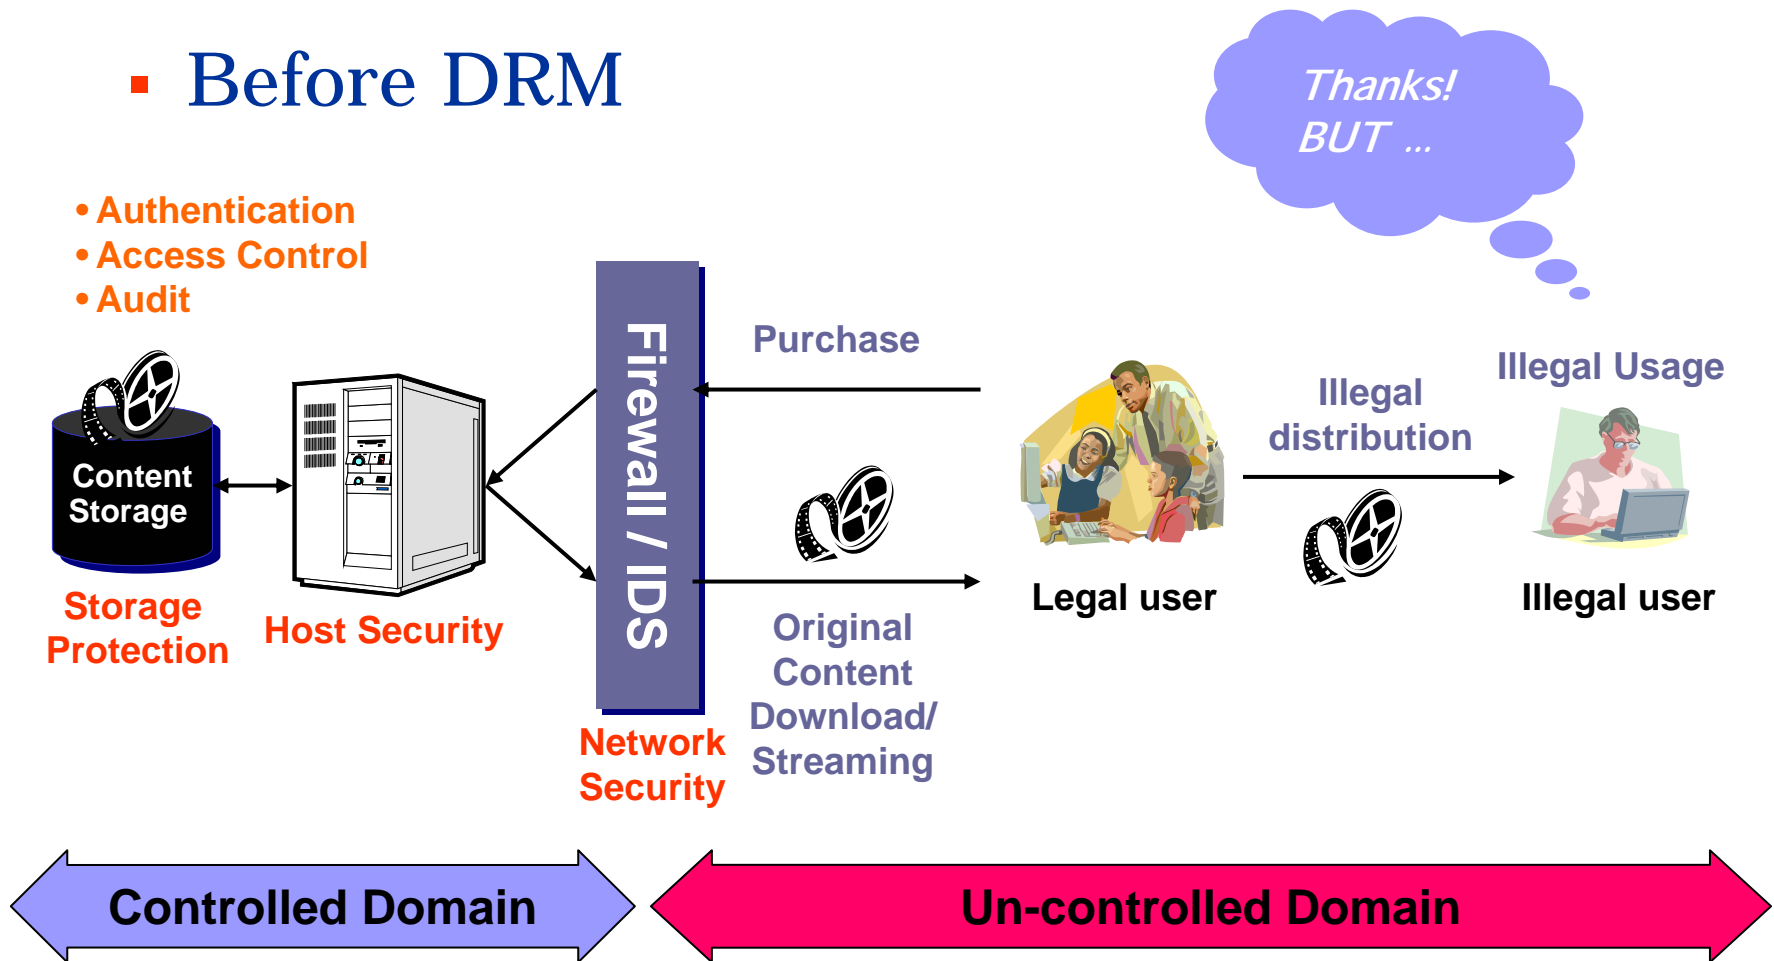 ▪ Before DRM
Thanks!
BUT ...
• Authentication
• Access Control
• Audit
Content
Storage
Storage
Protection
Host Security
Firewall / IDS
Network
Security
Purchase
Original
Content
Download/
Streaming
Legal user
Illegal
distribution
Illegal Usage
Illegal user
Controlled Domain
Un-controlled Domain